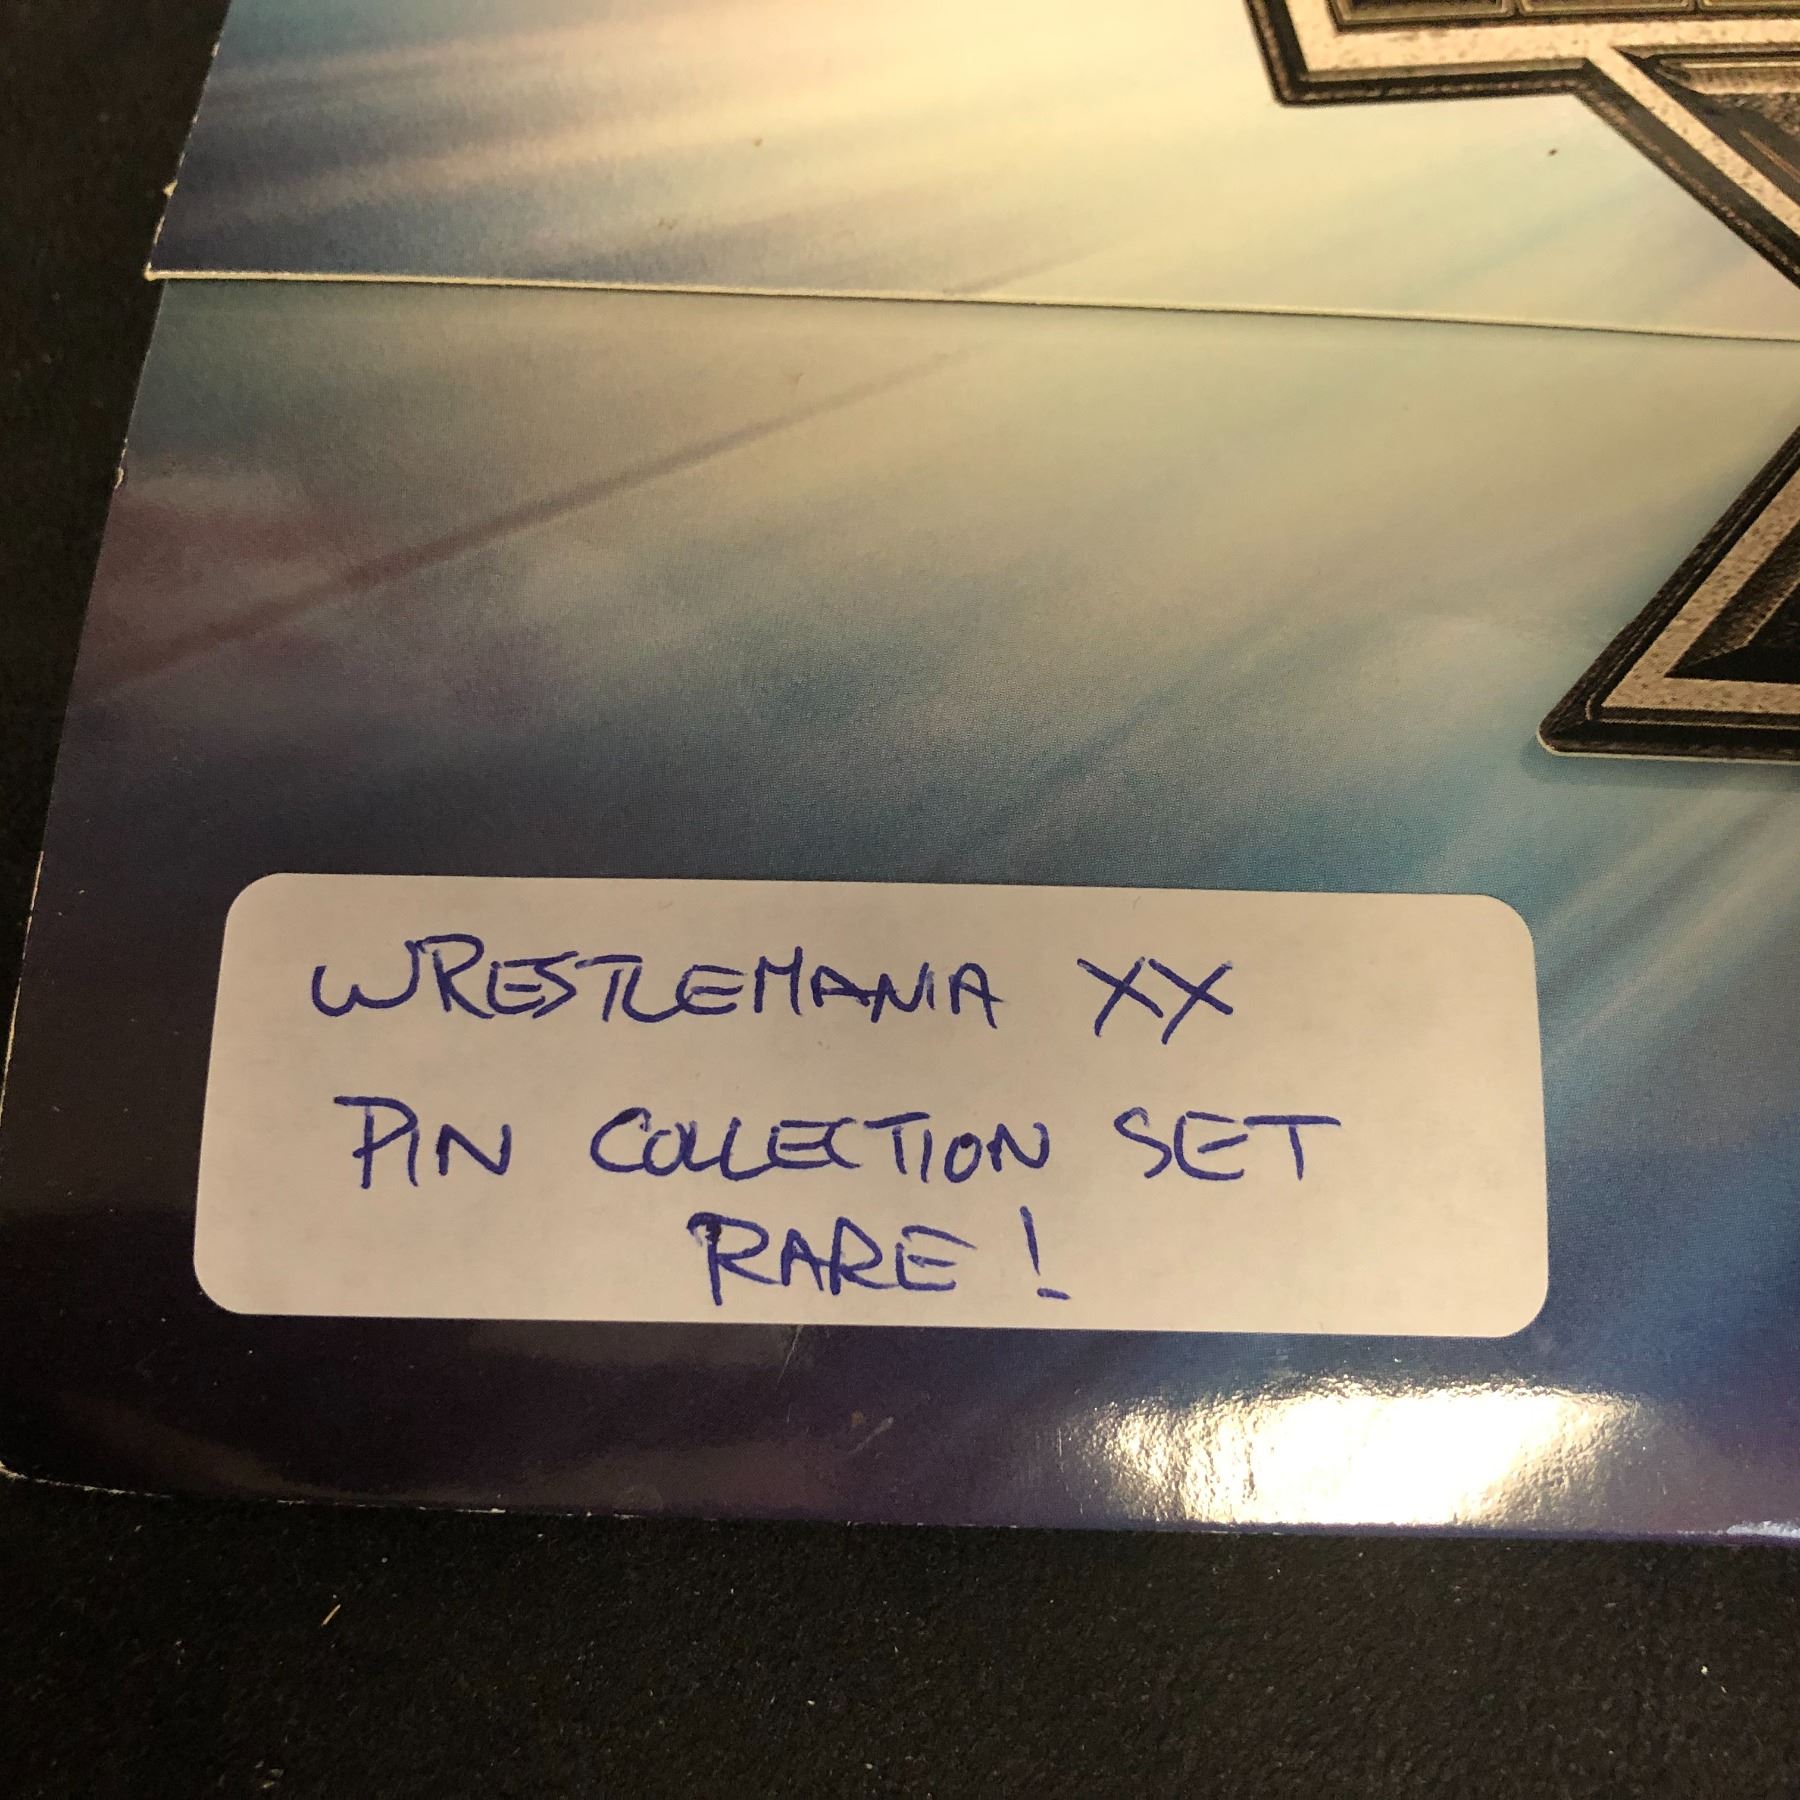 WRESTLEMANIA XX
PIN COLLECTION SET
RARE!